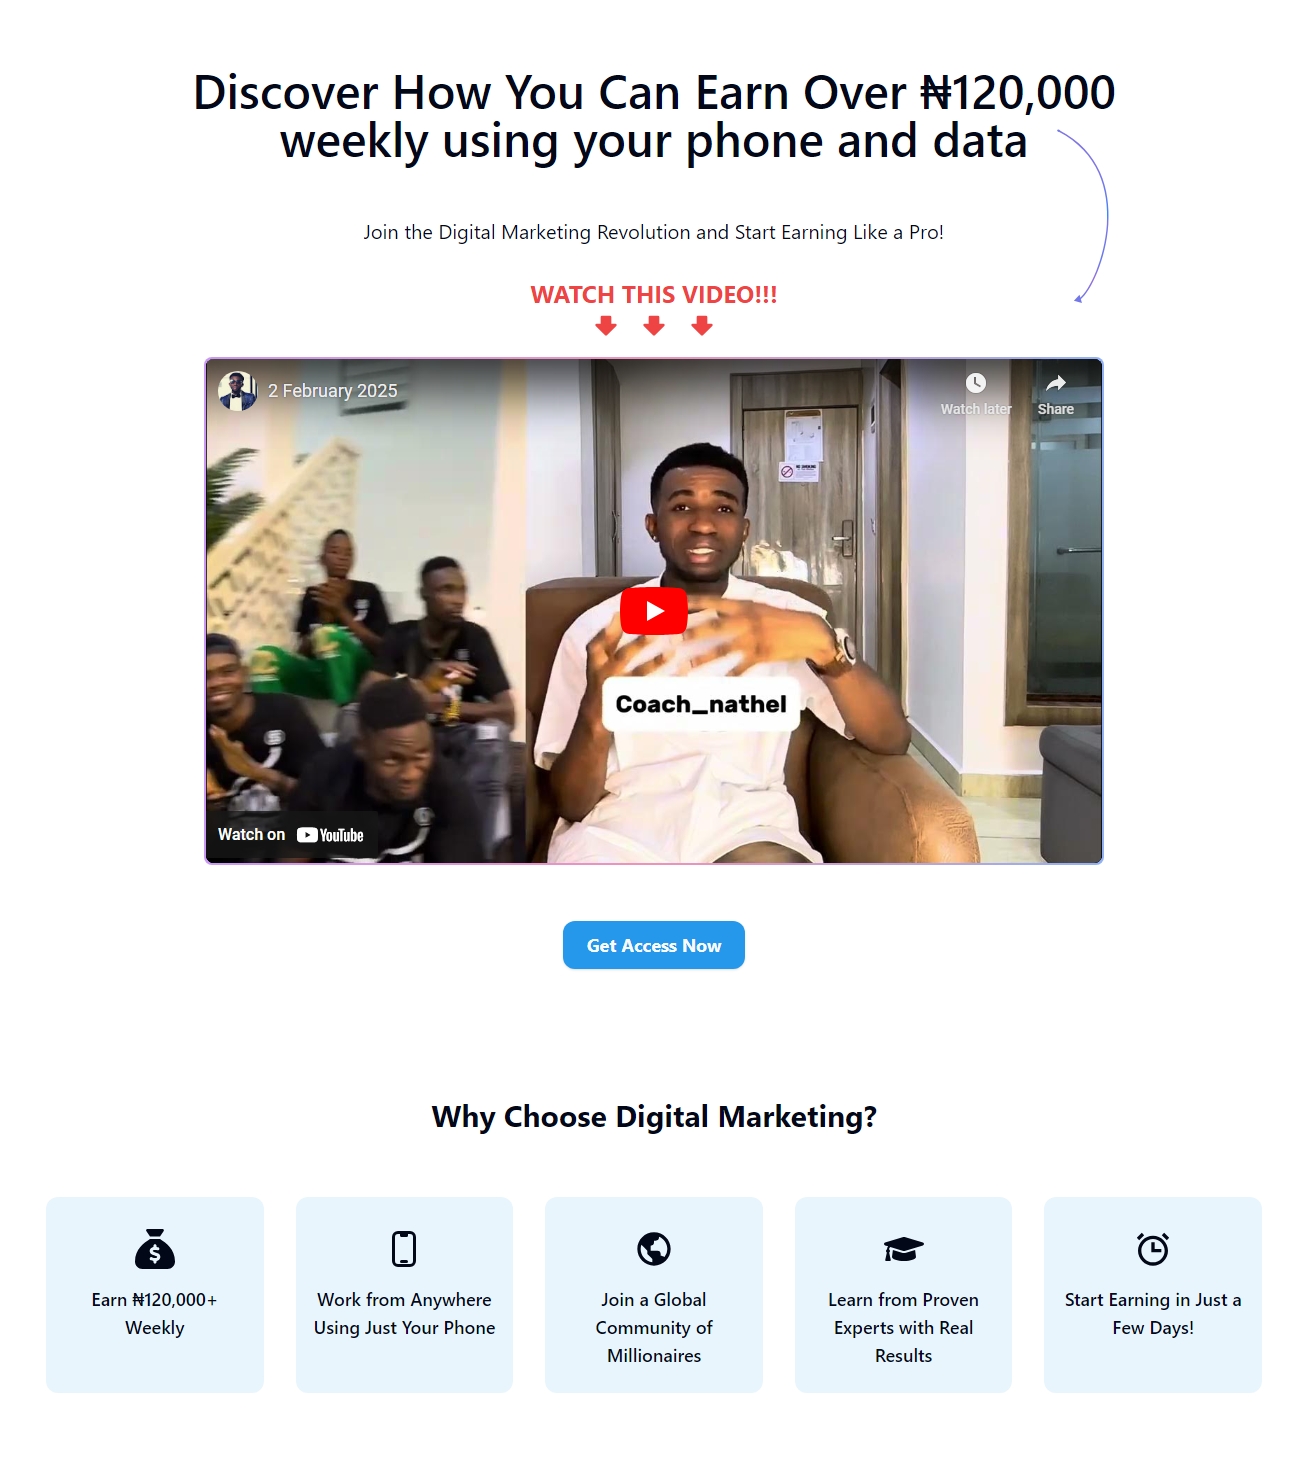 Discover How You Can Earn Over ₦120,000
weekly using your phone and data
Join the Digital Marketing Revolution and Start Earning Like a Pro!
WATCH THIS VIDEO!!!
2 February 2025
Watch later
Share
NO SMOKING
Coach_nathel
Watch on YouTube
Get Access Now
Why Choose Digital Marketing?
Earn ₦120,000+
Weekly
Work from Anywhere
Using Just Your Phone
Join a Global
Community of
Millionaires
Learn from Proven
Experts with Real
Results
Start Earning in Just a
Few Days!